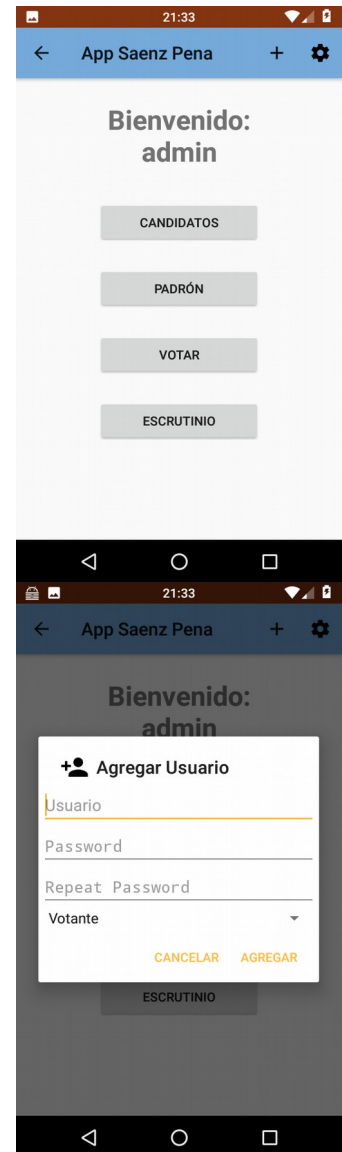 21:33
App Saenz Pena
Bienvenido:
admin
CANDIDATOS
PADRÓN
VOTAR
ESCRUTINIO
21:33
App Saenz Pena
Bienvenido:
admin
Agregar Usuario
Usuario
Password
Repeat Password
Votante
CANCELAR AGREGAR
ESCRUTINIO